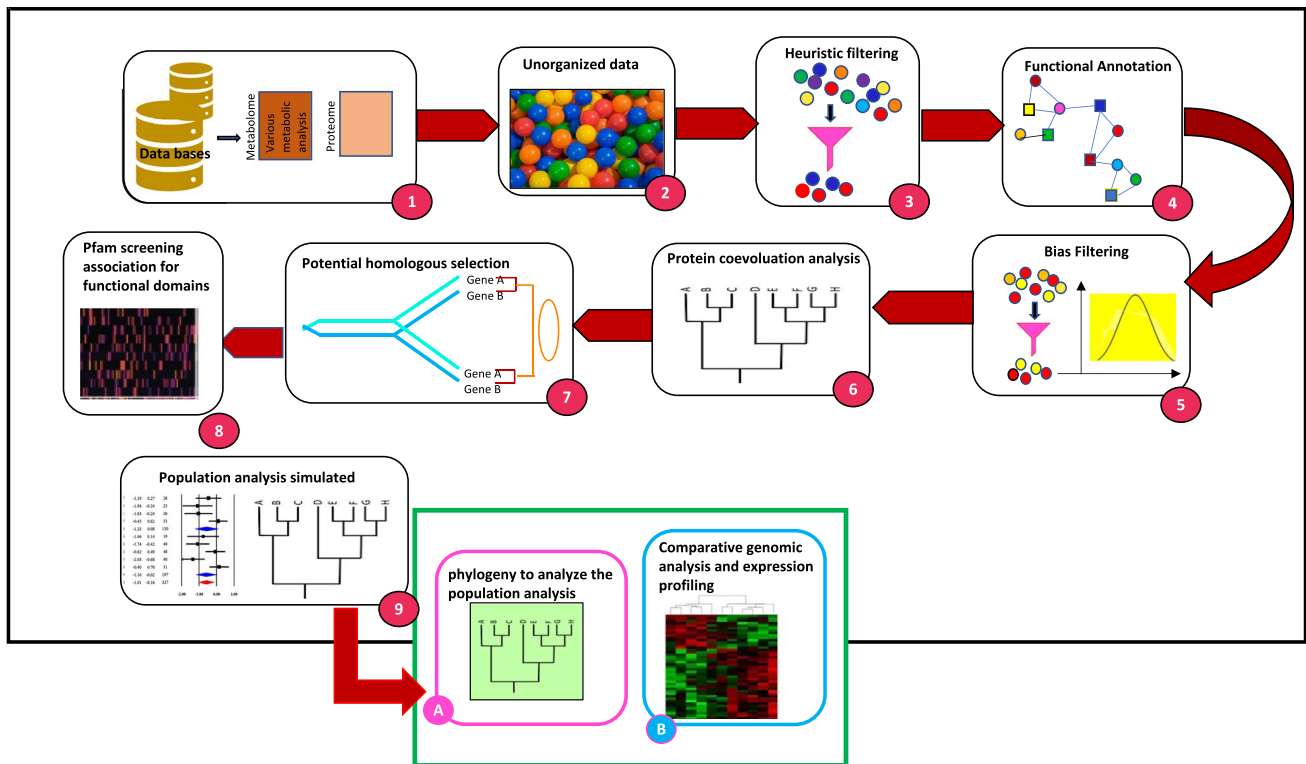 Data bases
Metabolome
Various
metabolic
analysis
Proteome
1
Unorganized data
2
Heuristic filtering
3
Functional Annotation
4
Bias Filtering
5
Protein coevoluation analysis
A B C D E F G H
6
Potential homologous selection
Gene A
Gene B
Gene A
Gene B
7
Pfam screening
association for
functional domains
8
Population analysis simulated
A B C D E F G H
9
phylogeny to analyze the
population analysis
A B C D E F G H
A
Comparative genomic
analysis and expression
profiling
B